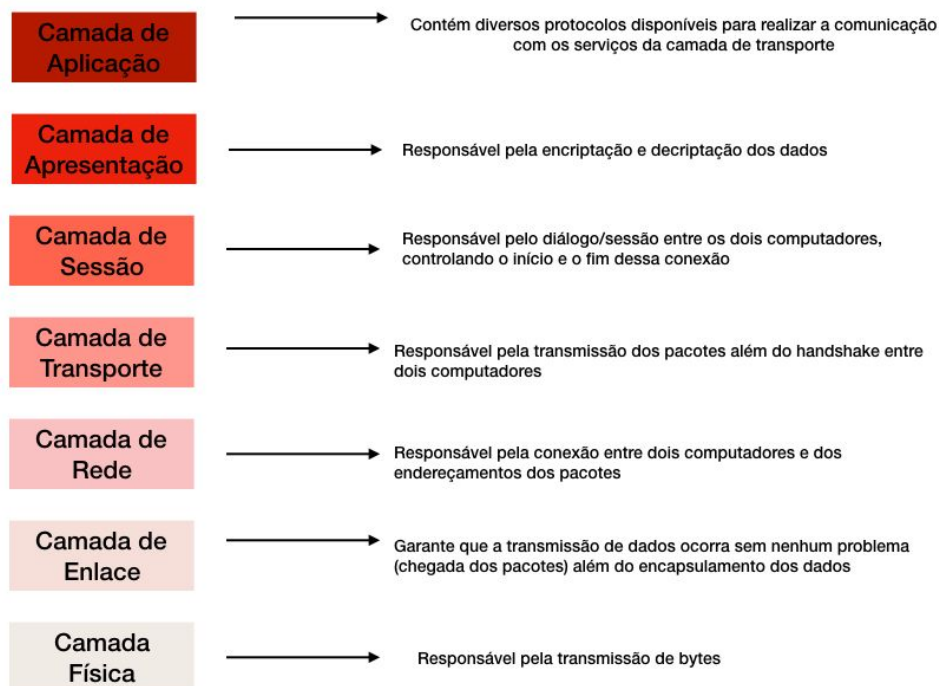 Camada de
Aplicação
Contém diversos protocolos disponíveis para realizar a comunicação
com os serviços da camada de transporte
Camada de
Apresentação
Responsável pela encriptação e decriptação dos dados
Camada de
Sessão
Responsável pelo diálogo/sessão entre os dois computadores,
controlando o início e o fim dessa conexão
Camada de
Transporte
Responsável pela transmissão dos pacotes além do handshake entre
dois computadores
Camada de
Rede
Responsável pela conexão entre dois computadores e dos
endereçamentos dos pacotes
Camada de
Enlace
Garante que a transmissão de dados ocorra sem nenhum problema
(chegada dos pacotes) além do encapsulamento dos dados
Camada
Física
Responsável pela transmissão de bytes